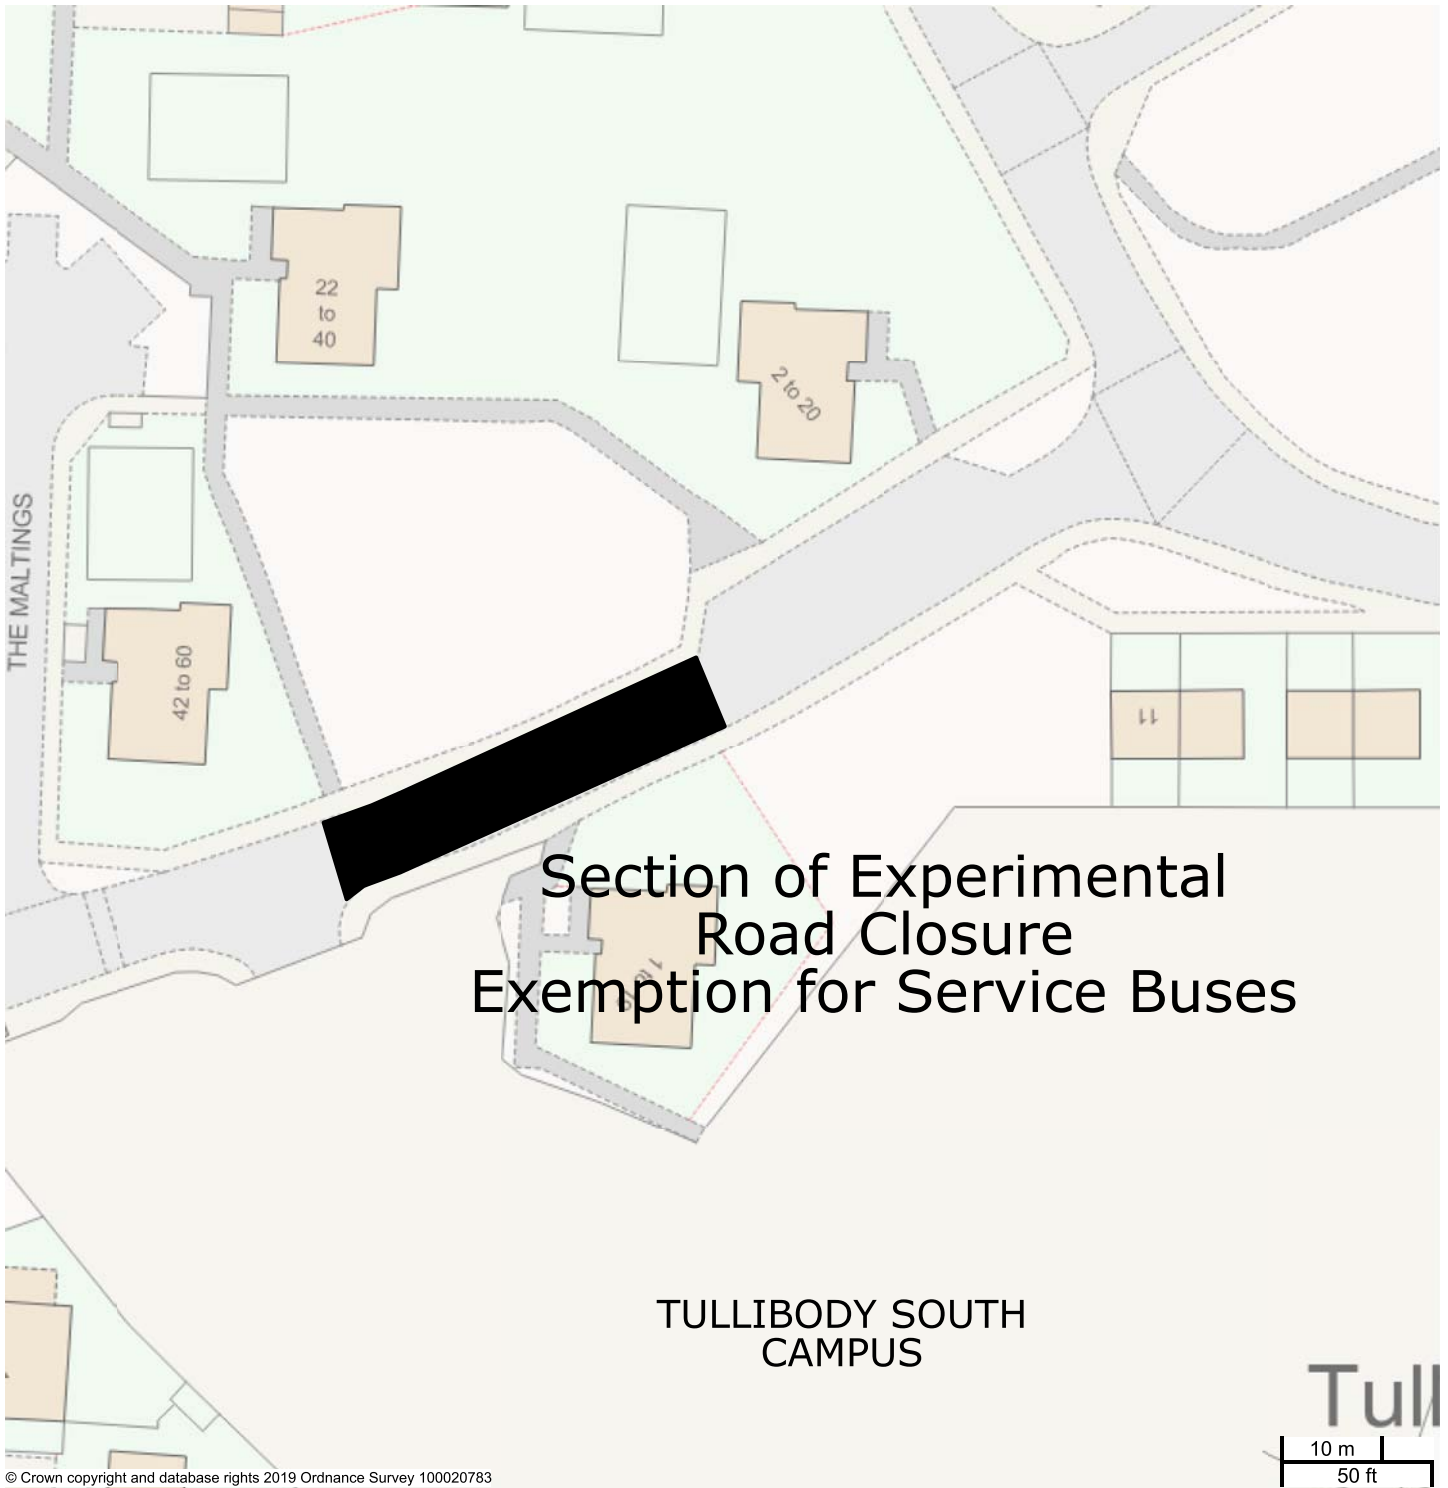 22
to
40
2 to 20
THE MALTINGS
42 to 60
11
Section of Experimental
Road Closure
Exemption for Service Buses
TULLIBODY SOUTH
CAMPUS
Tull
10 m
50 ft
© Crown copyright and database rights 2019 Ordnance Survey 100020783